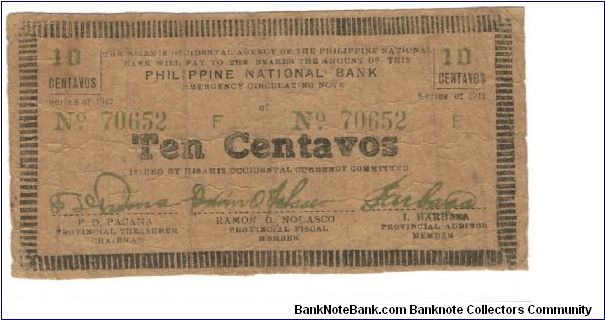 10 10
THE MISAMIS OCCIDENTAL AGENCY OF THE PHILIPPINE NATIONAL
BANK WILL PAY TO THE BEARER THE AMOUNT OF THIS
CENTAVOS PHILIPPINE NATIONAL BANK CENTAVOS
EMERGENCY CIRCULATING NOTE
Series of 1942 Series of 1942
of
No 70652 F No 70652 F
Ten Centavos
ISSUED BY MISAMIS OCCIDENTAL CURRENCY COMMITTEE
F. D. PACANA RAMON O. NOLASCO I. BARBASA
PROVINCIAL TREASURER PROVINCIAL FISCAL PROVINCIAL AUDITOR
CHAIRMAN MEMBER MEMBER
BankNoteBank.com Banknote Collectors Community